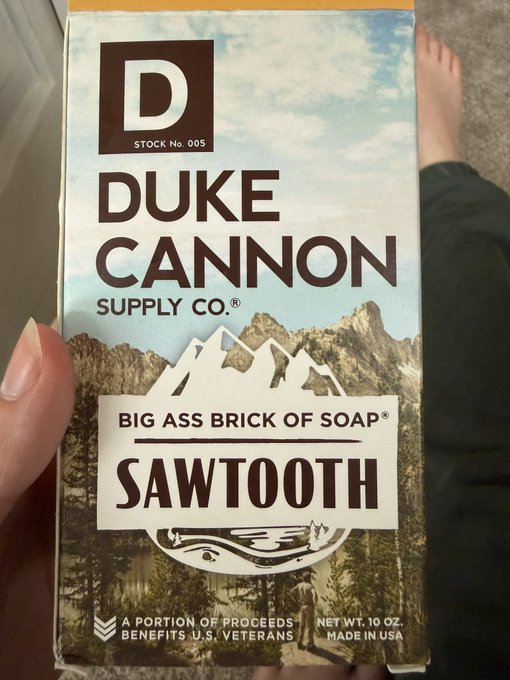 D
STOCK No. 005
DUKE
CANNON
SUPPLY CO.®
BIG ASS BRICK OF SOAP®
SAWTOOTH
A PORTION OF PROCEEDS
BENEFITS U.S. VETERANS
NET WT. 10 OZ.
MADE IN USA